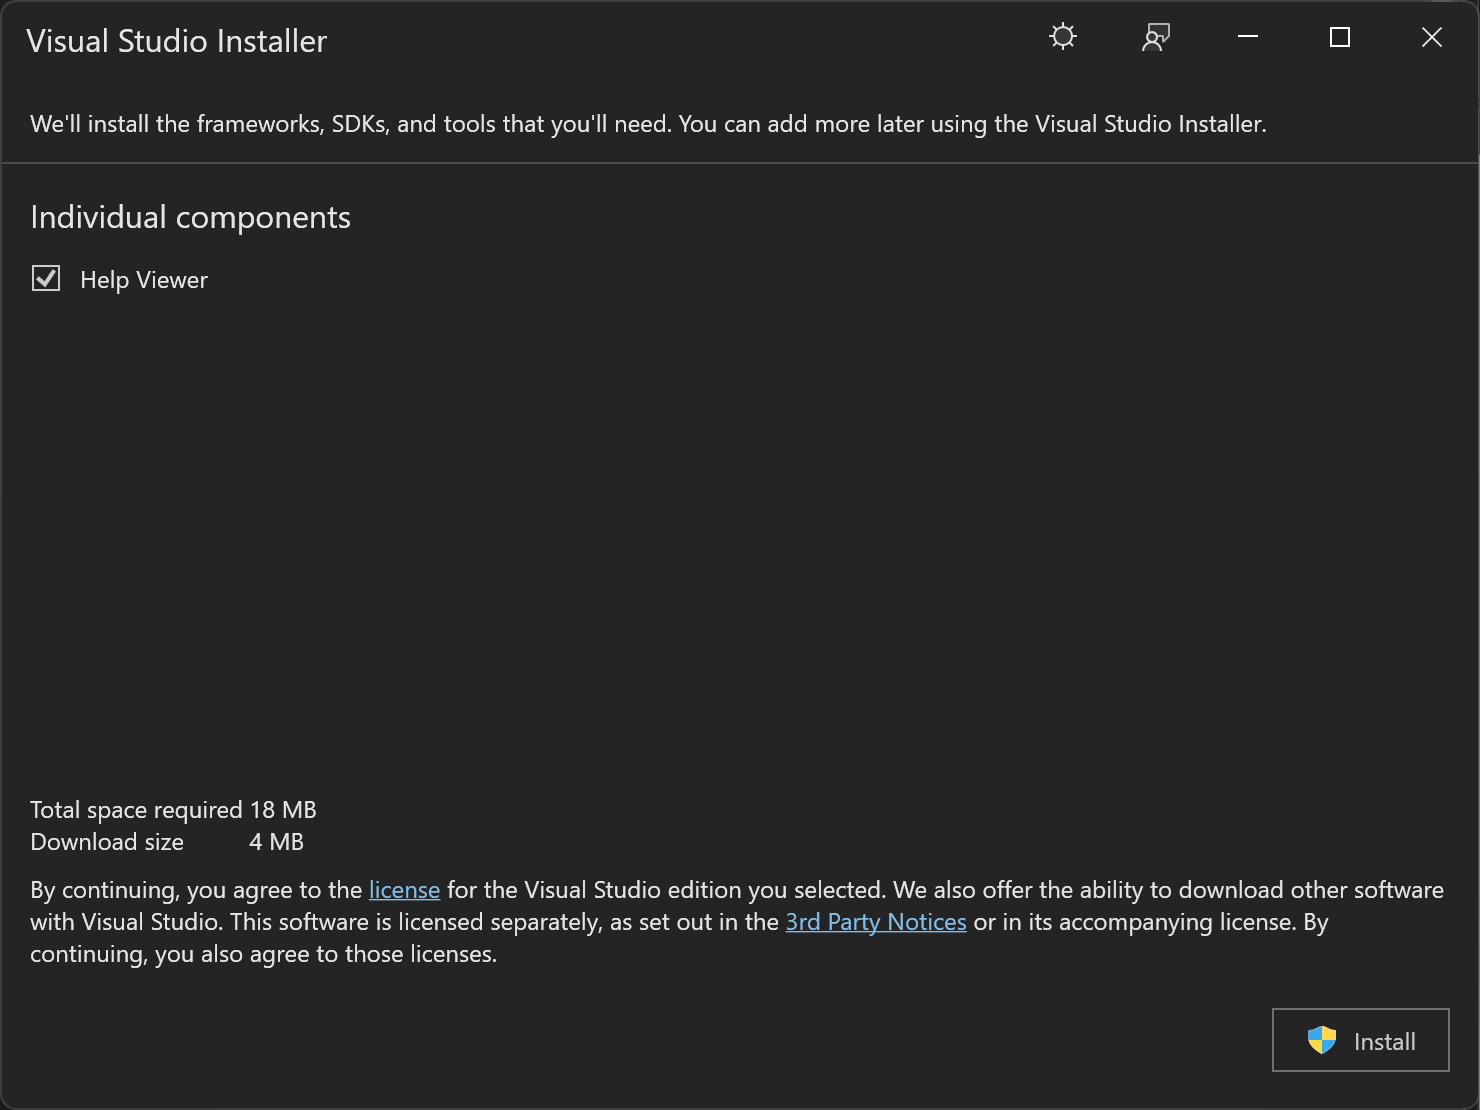 Visual Studio Installer
We'll install the frameworks, SDKs, and tools that you'll need. You can add more later using the Visual Studio Installer.
Individual components
Help Viewer
Total space required 18 MB
Download size 4 MB
By continuing, you agree to the license for the Visual Studio edition you selected. We also offer the ability to download other software
with Visual Studio. This software is licensed separately, as set out in the 3rd Party Notices or in its accompanying license. By
continuing, you also agree to those licenses.
Install